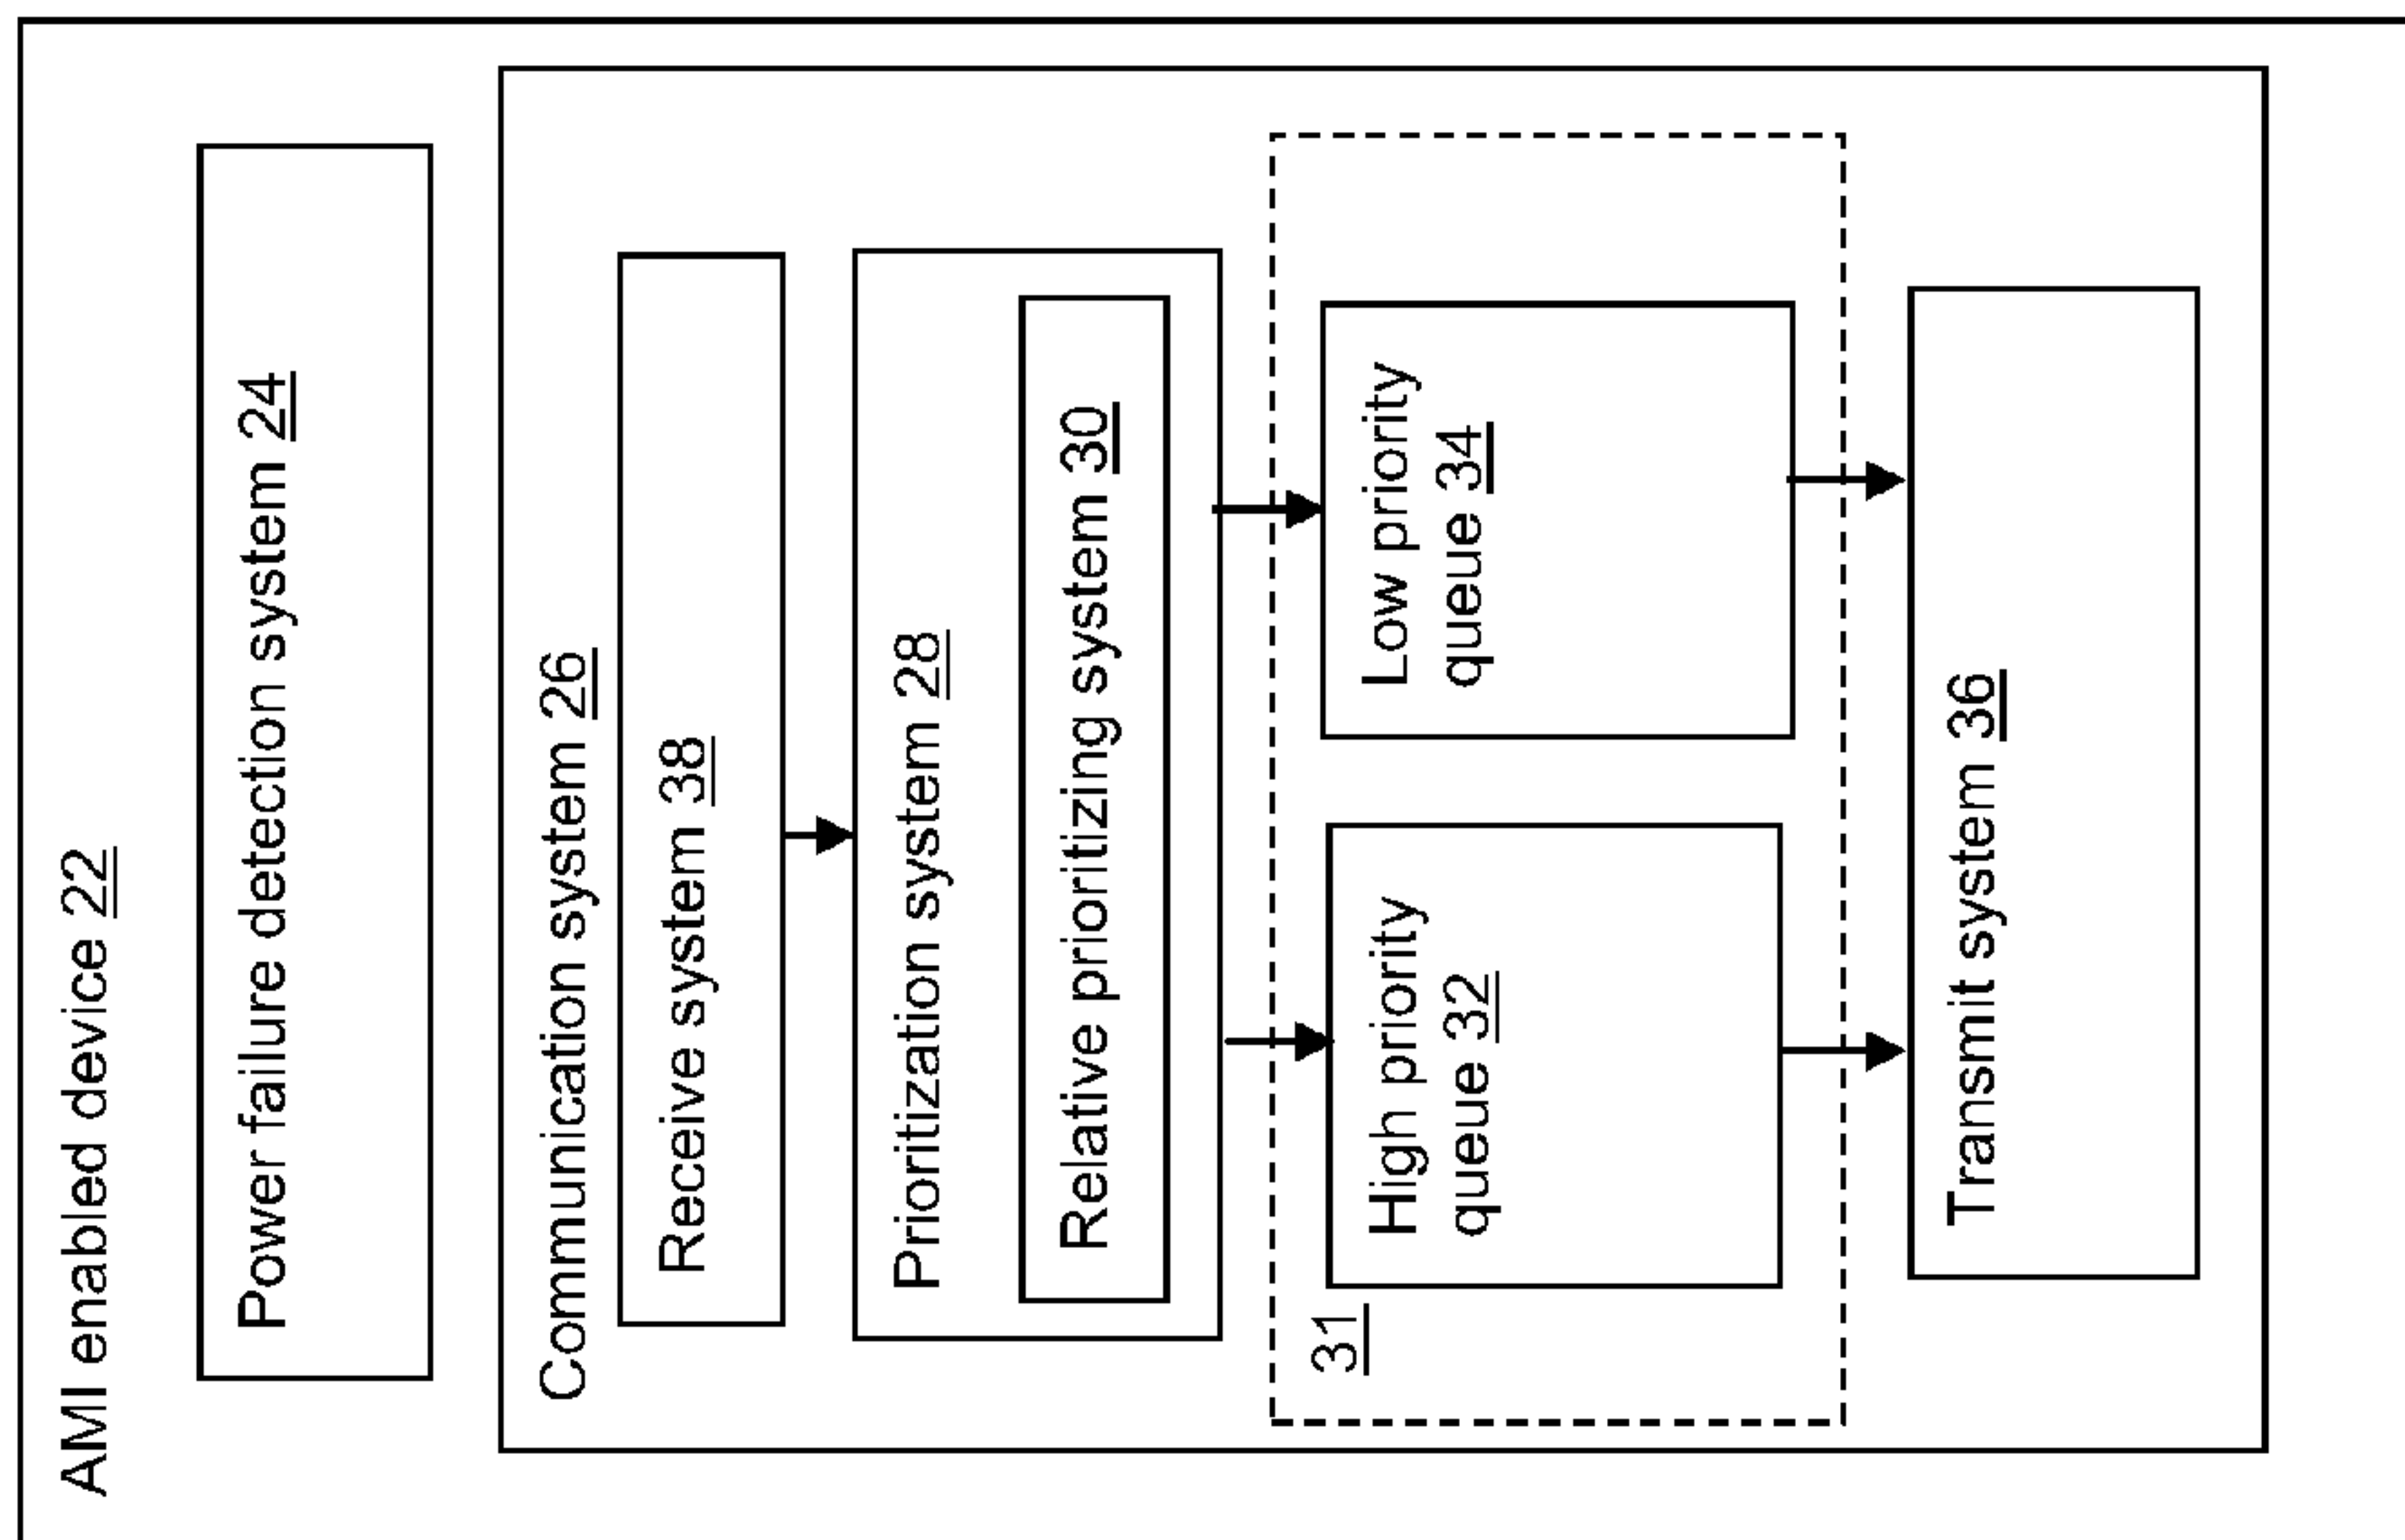 AMI enabled device 22
Power failure detection system 24
Communication system 26
Receive system 38
Prioritization system 28
Relative prioritizing system 30
31
High priority
queue 32
Low priority
queue 34
Transmit system 36